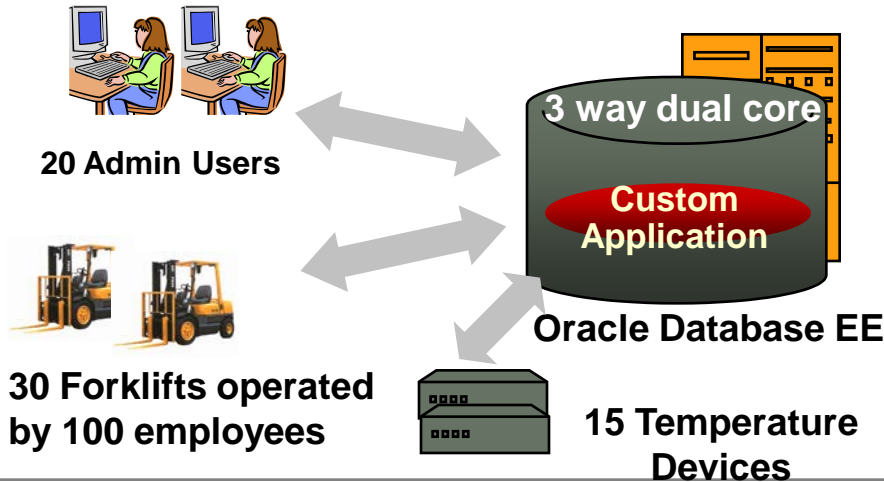 3 way dual core
20 Admin Users
Custom
Application
Oracle Database EE
30 Forklifts operated
by 100 employees
15 Temperature
Devices